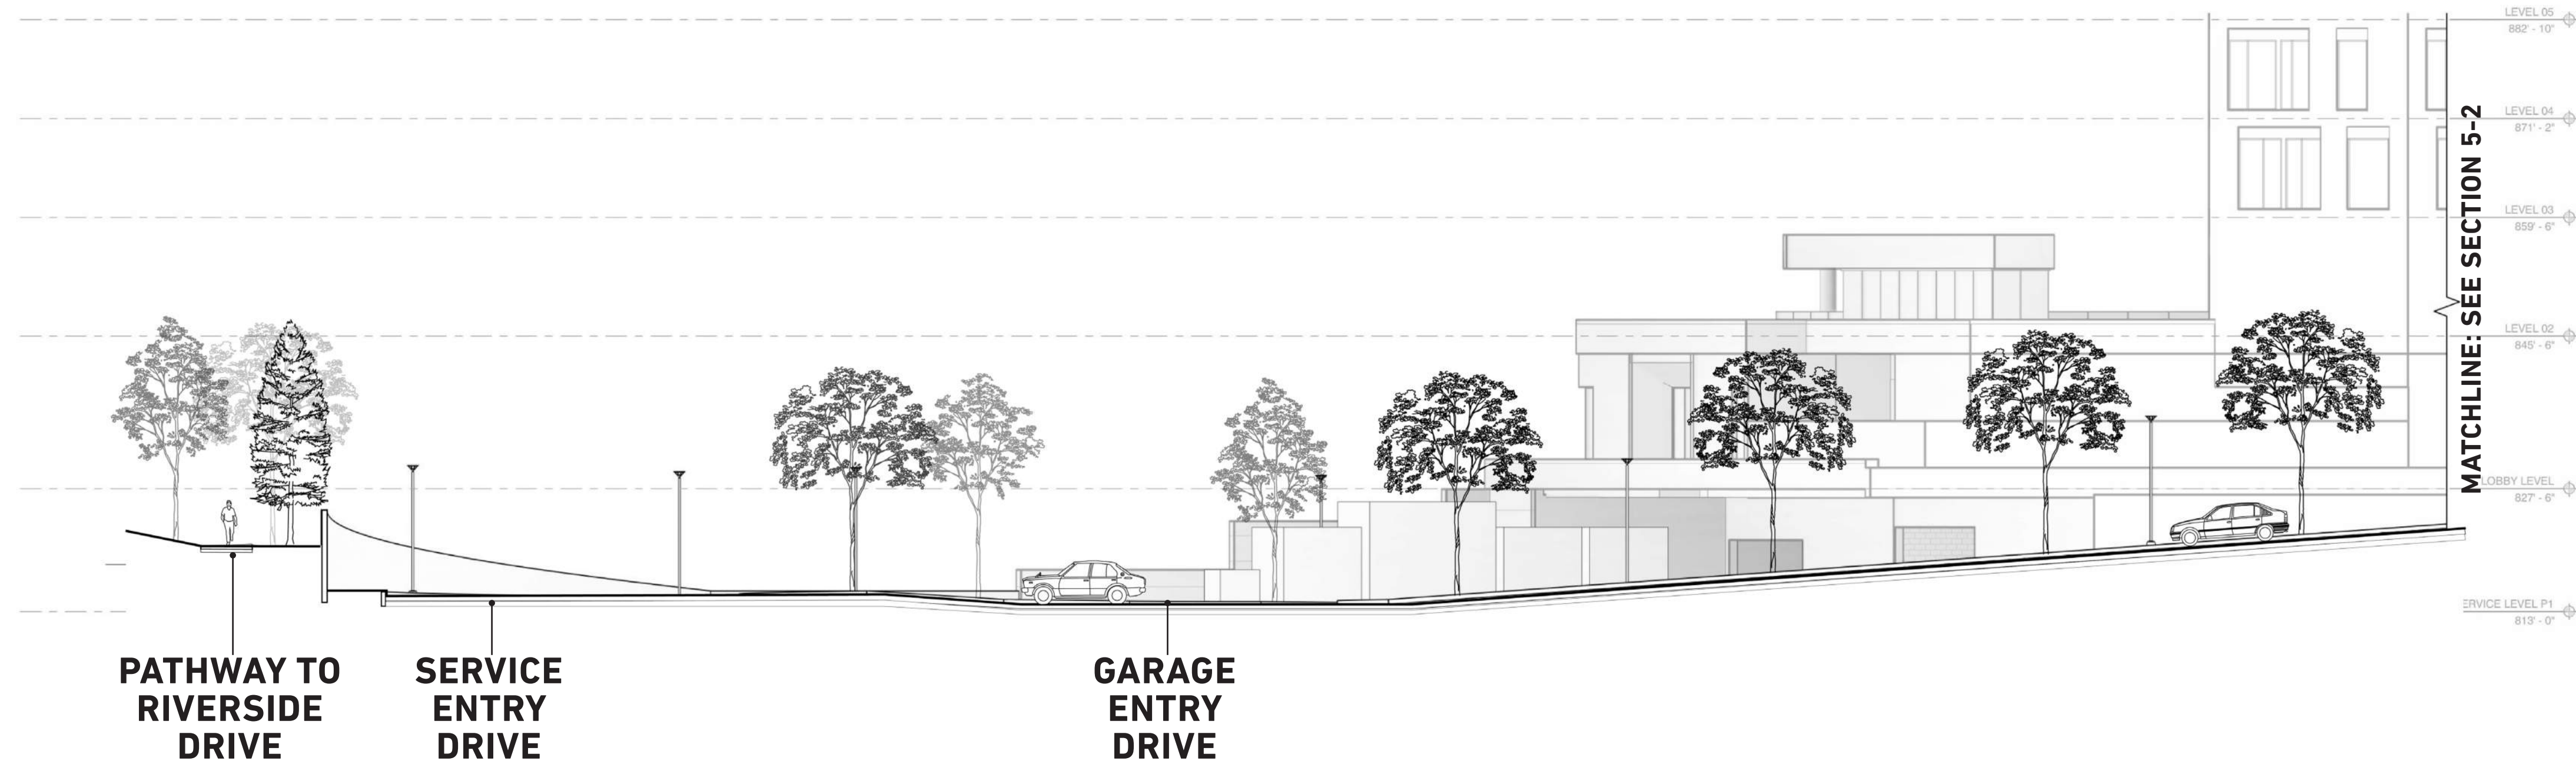 LEVEL 05
882' - 10"
LEVEL 04
871' - 2"
LEVEL 03
859' - 6"
LEVEL 02
845' - 6"
LOBBY LEVEL
827' - 6"
ERVICE LEVEL P1
813' - 0"
MATCHLINE: SEE SECTION 5-2
PATHWAY TO
RIVERSIDE
DRIVE
SERVICE
ENTRY
DRIVE
GARAGE
ENTRY
DRIVE